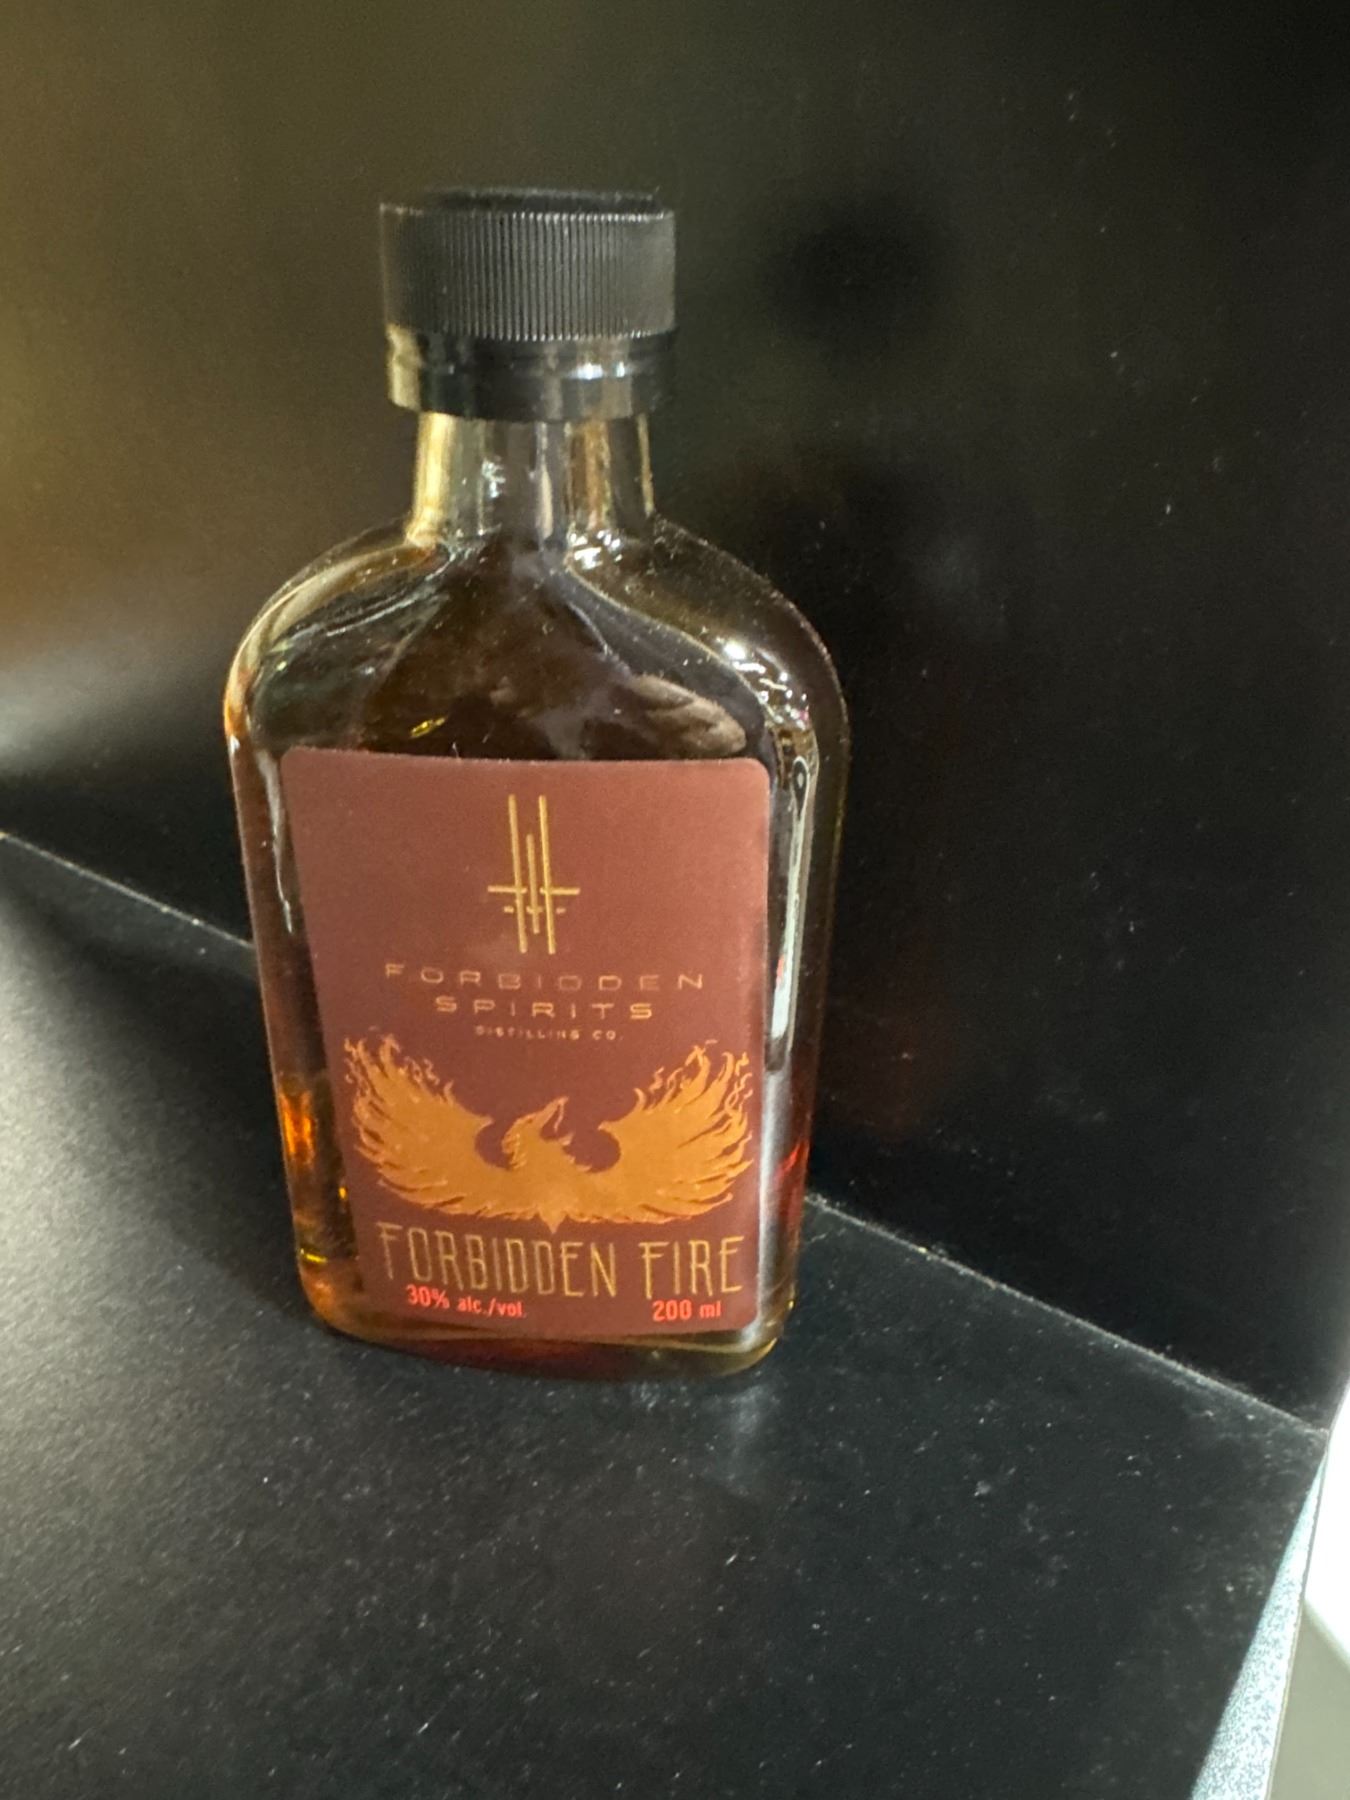 FORBIDDEN
SPIRITS
DISTILLING CO.
FORBIDDEN FIRE
30% alc./vol. 200 ml